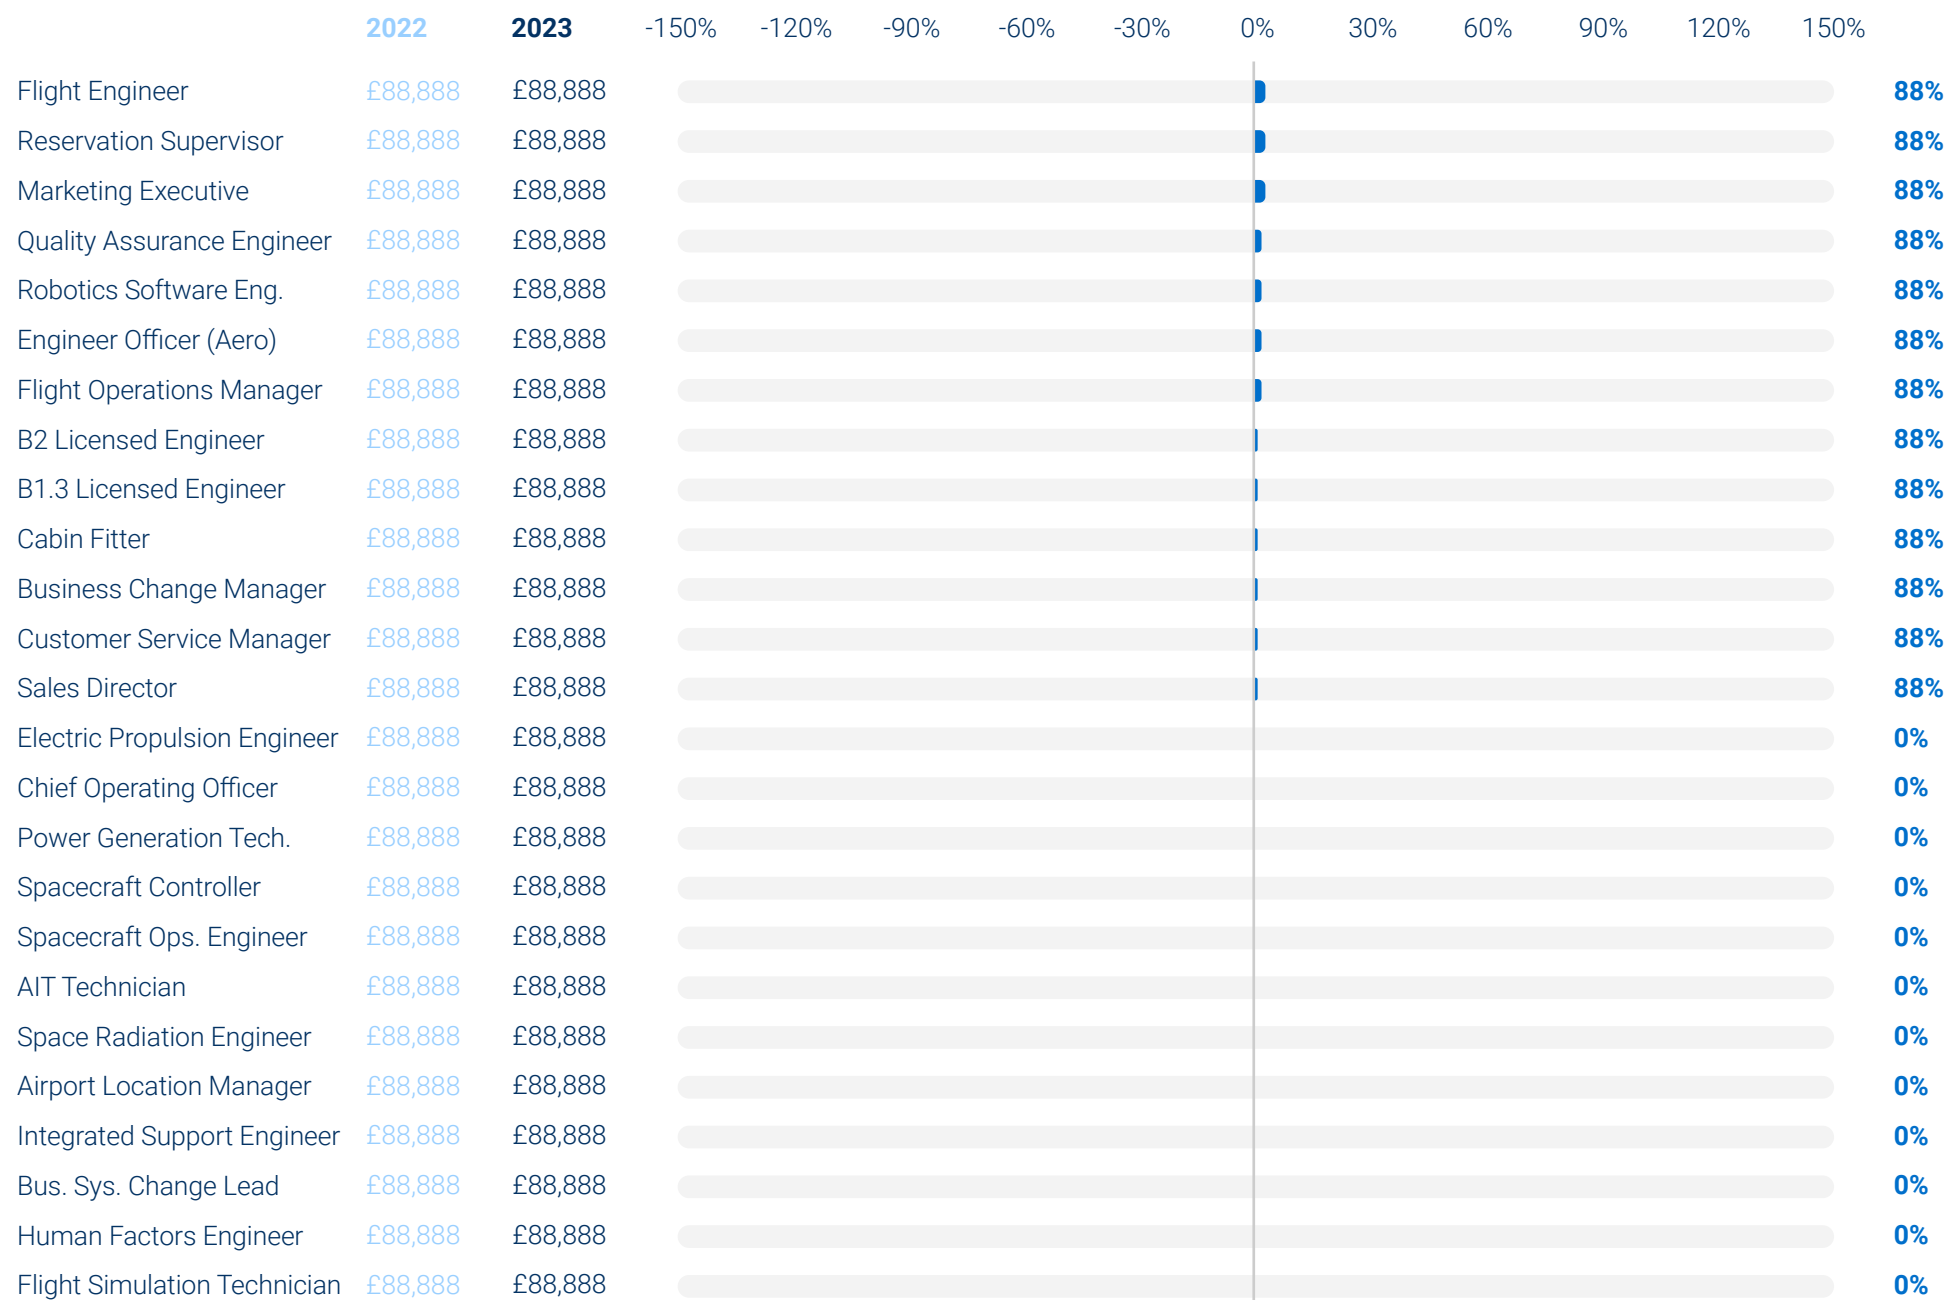 2022 2023 -150% -120% -90% -60% -30% 0% 30% 60% 90% 120% 150%
Flight Engineer £88,888 £88,888 88%
Reservation Supervisor £88,888 £88,888 88%
Marketing Executive £88,888 £88,888 88%
Quality Assurance Engineer £88,888 £88,888 88%
Robotics Software Eng. £88,888 £88,888 88%
Engineer Officer (Aero) £88,888 £88,888 88%
Flight Operations Manager £88,888 £88,888 88%
B2 Licensed Engineer £88,888 £88,888 88%
B1.3 Licensed Engineer £88,888 £88,888 88%
Cabin Fitter £88,888 £88,888 88%
Business Change Manager £88,888 £88,888 88%
Customer Service Manager £88,888 £88,888 88%
Sales Director £88,888 £88,888 88%
Electric Propulsion Engineer £88,888 £88,888 0%
Chief Operating Officer £88,888 £88,888 0%
Power Generation Tech. £88,888 £88,888 0%
Spacecraft Controller £88,888 £88,888 0%
Spacecraft Ops. Engineer £88,888 £88,888 0%
AIT Technician £88,888 £88,888 0%
Space Radiation Engineer £88,888 £88,888 0%
Airport Location Manager £88,888 £88,888 0%
Integrated Support Engineer £88,888 £88,888 0%
Bus. Sys. Change Lead £88,888 £88,888 0%
Human Factors Engineer £88,888 £88,888 0%
Flight Simulation Technician £88,888 £88,888 0%